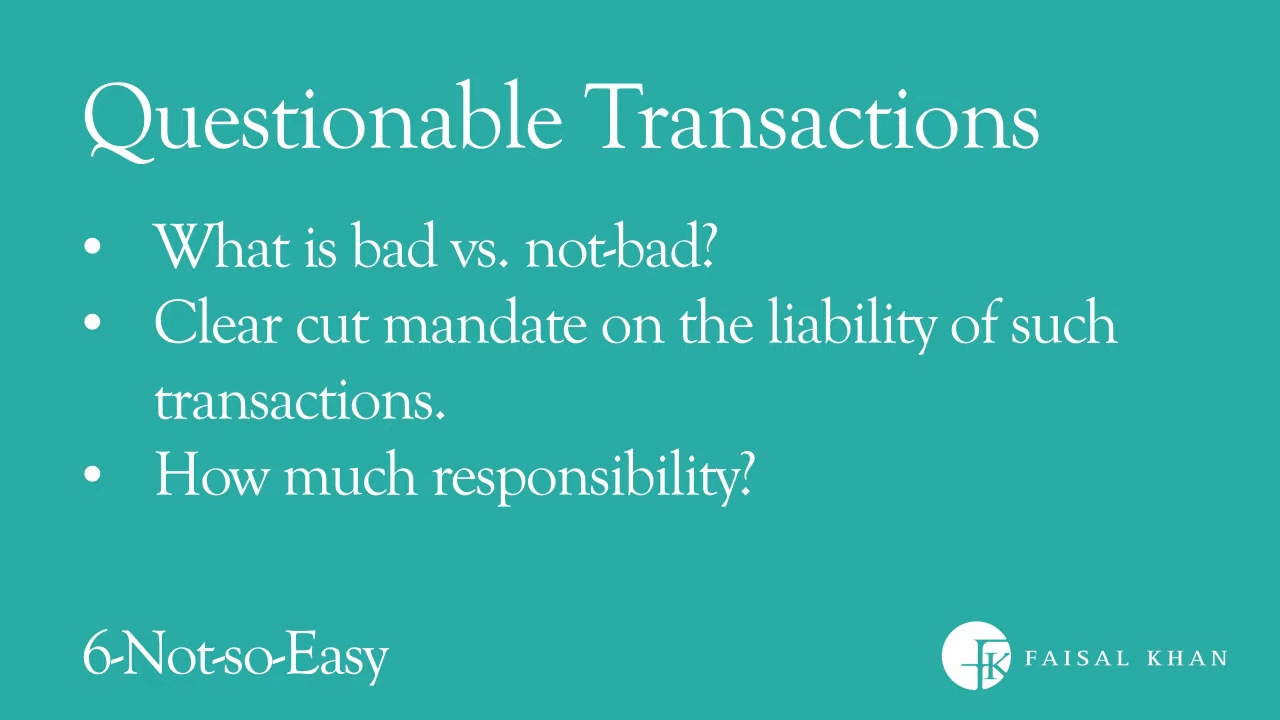 Questionable Transactions
• What is bad vs. not-bad?
• Clear cut mandate on the liability of such
transactions.
• How much responsibility?
6-Not-so-Easy
FK FAISAL KHAN